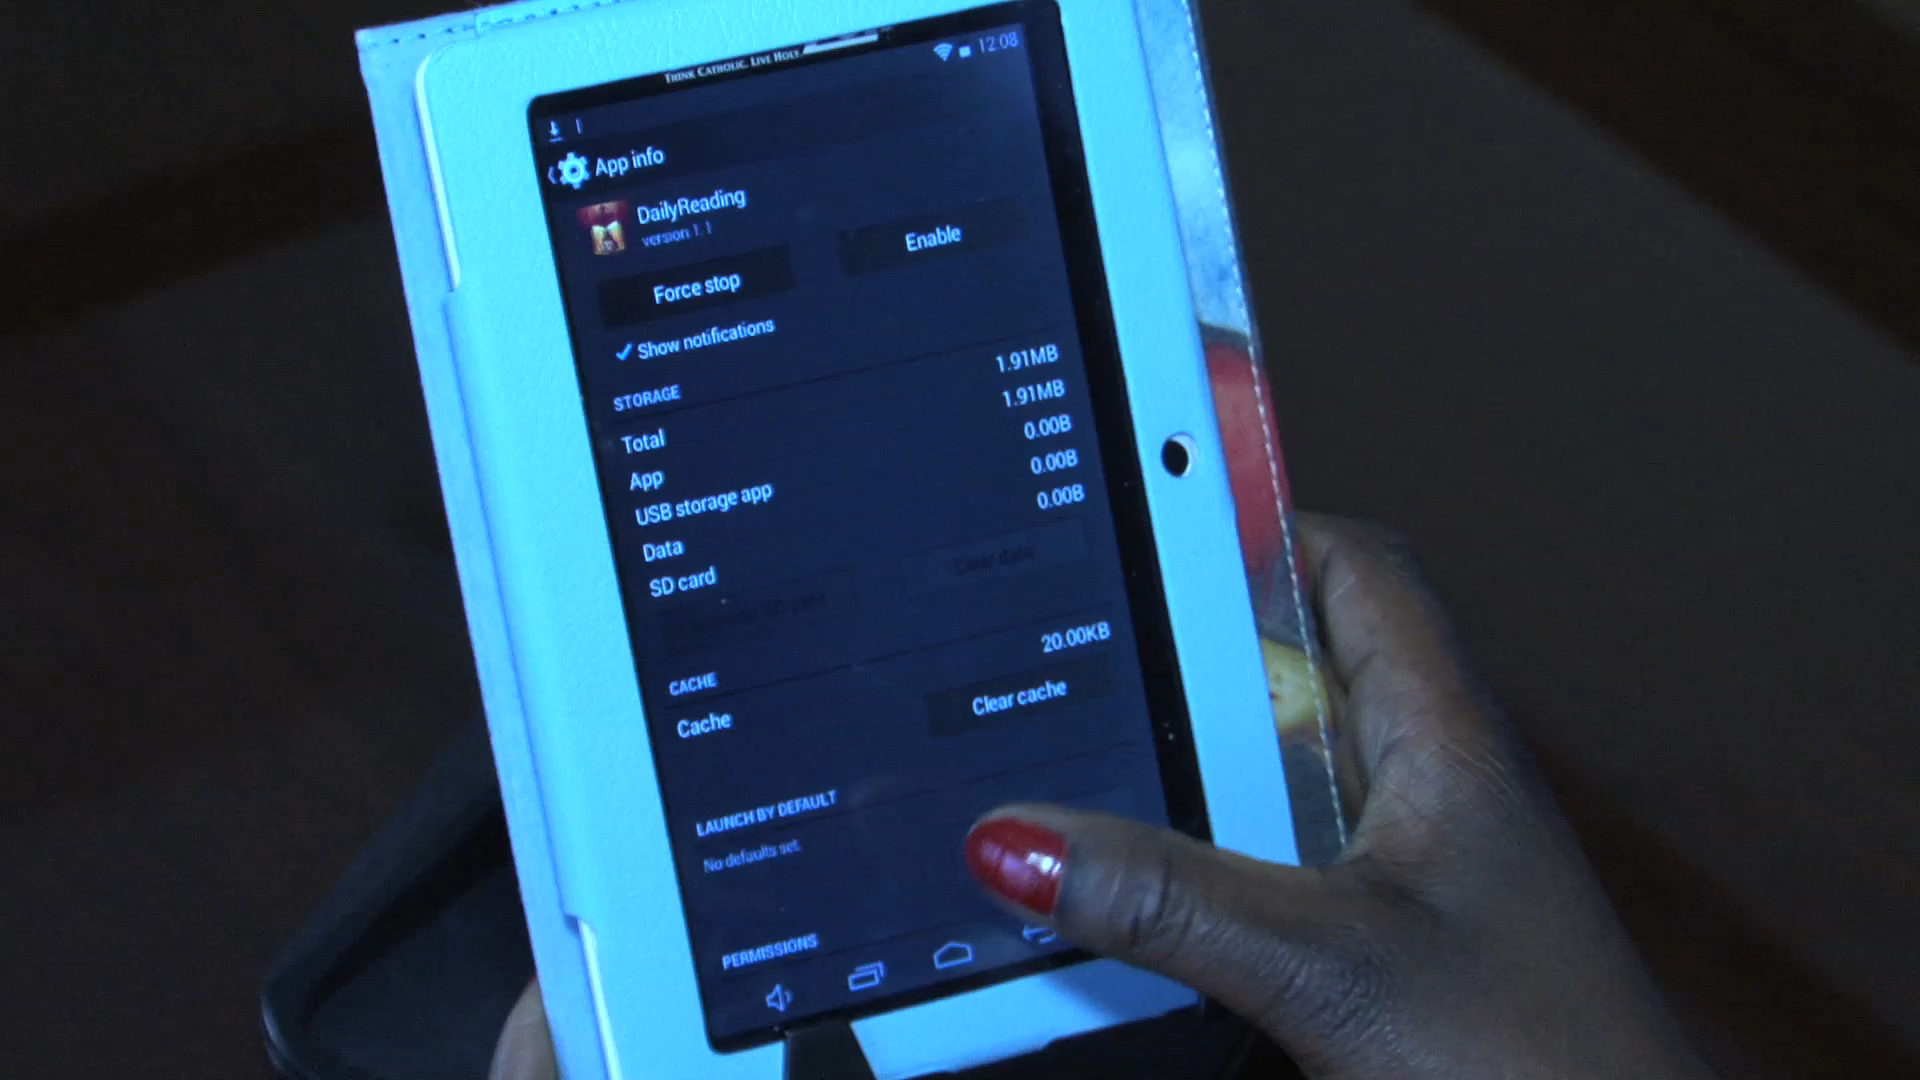 THINK CATHOLIC. LIVE HOLY.
12:08
App info
DailyReading
version 1.1
Force stop
Enable
Show notifications
STORAGE
Total 1.91MB
App 1.91MB
USB storage app 0.00B
Data 0.00B
SD card 0.00B
Clear data
CACHE
Cache 20.00KB
Clear cache
LAUNCH BY DEFAULT
No defaults set.
PERMISSIONS